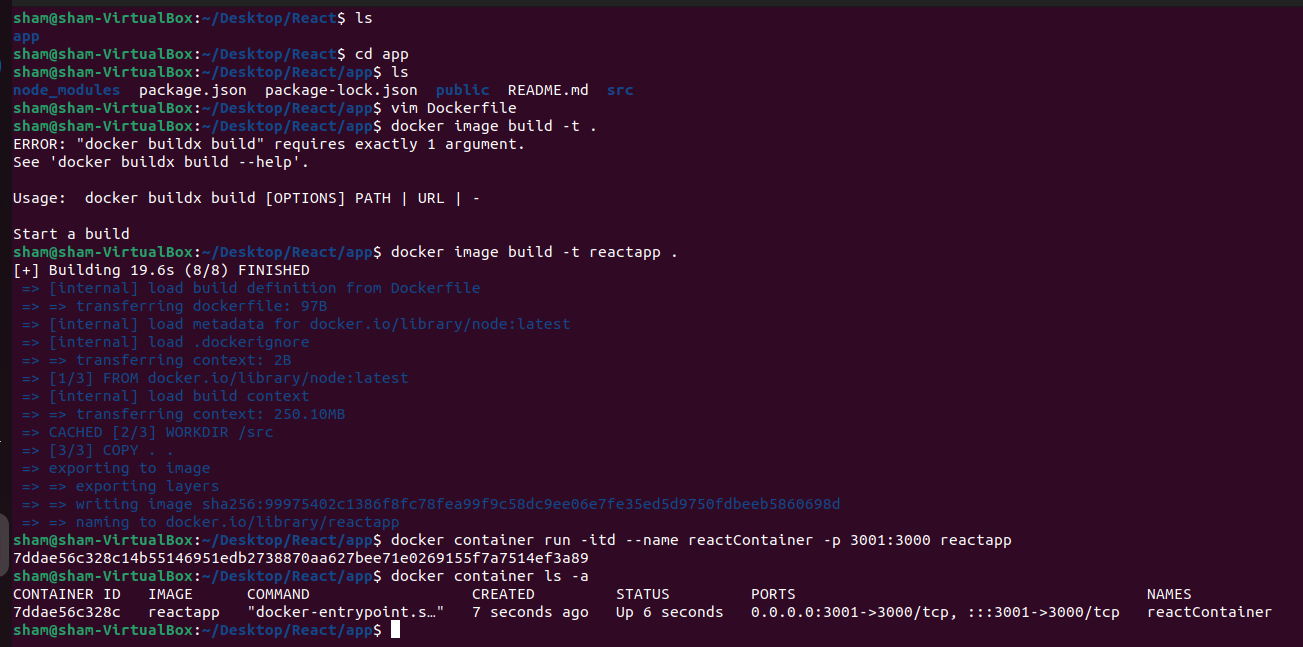 sham@sham-VirtualBox:~/Desktop/React$ ls
app
sham@sham-VirtualBox:~/Desktop/React$ cd app
sham@sham-VirtualBox:~/Desktop/React/app$ ls
node_modules  package.json  package-lock.json  public  README.md  src
sham@sham-VirtualBox:~/Desktop/React/app$ vim Dockerfile
sham@sham-VirtualBox:~/Desktop/React/app$ docker image build -t .
ERROR: "docker buildx build" requires exactly 1 argument.
See 'docker buildx build --help'.
Usage:  docker buildx build [OPTIONS] PATH | URL | -
Start a build
sham@sham-VirtualBox:~/Desktop/React/app$ docker image build -t reactapp .
[+] Building 19.6s (8/8) FINISHED
 => [internal] load build definition from Dockerfile
 => => transferring dockerfile: 97B
 => [internal] load metadata for docker.io/library/node:latest
 => [internal] load .dockerignore
 => => transferring context: 2B
 => [1/3] FROM docker.io/library/node:latest
 => [internal] load build context
 => => transferring context: 250.10MB
 => CACHED [2/3] WORKDIR /src
 => [3/3] COPY . .
 => exporting to image
 => => exporting layers
 => => writing image sha256:99975402c1386f8fc78fea99f9c58dc9ee06e7fe35ed5d9750fdbeeb5860698d
 => => naming to docker.io/library/reactapp
sham@sham-VirtualBox:~/Desktop/React/app$ docker container run -itd --name reactContainer -p 3001:3000 reactapp
7ddae56c328c14b55146951edb2738870aa627bee71e0269155f7a7514ef3a89
sham@sham-VirtualBox:~/Desktop/React/app$ docker container ls -a
CONTAINER ID   IMAGE      COMMAND                  CREATED         STATUS         PORTS                                       NAMES
7ddae56c328c   reactapp   "docker-entrypoint.s…"   7 seconds ago   Up 6 seconds   0.0.0.0:3001->3000/tcp, :::3001->3000/tcp   reactContainer
sham@sham-VirtualBox:~/Desktop/React/app$